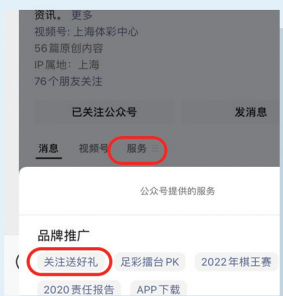 资讯。 更多
视频号: 上海体彩中心
56篇原创内容
IP属地：上海
76个朋友关注
已关注公众号 发消息
消息 视频号 服务
公众号提供的服务
品牌推广
关注送好礼 足彩擂台PK 2022年棋王赛
2020责任报告 APP下载